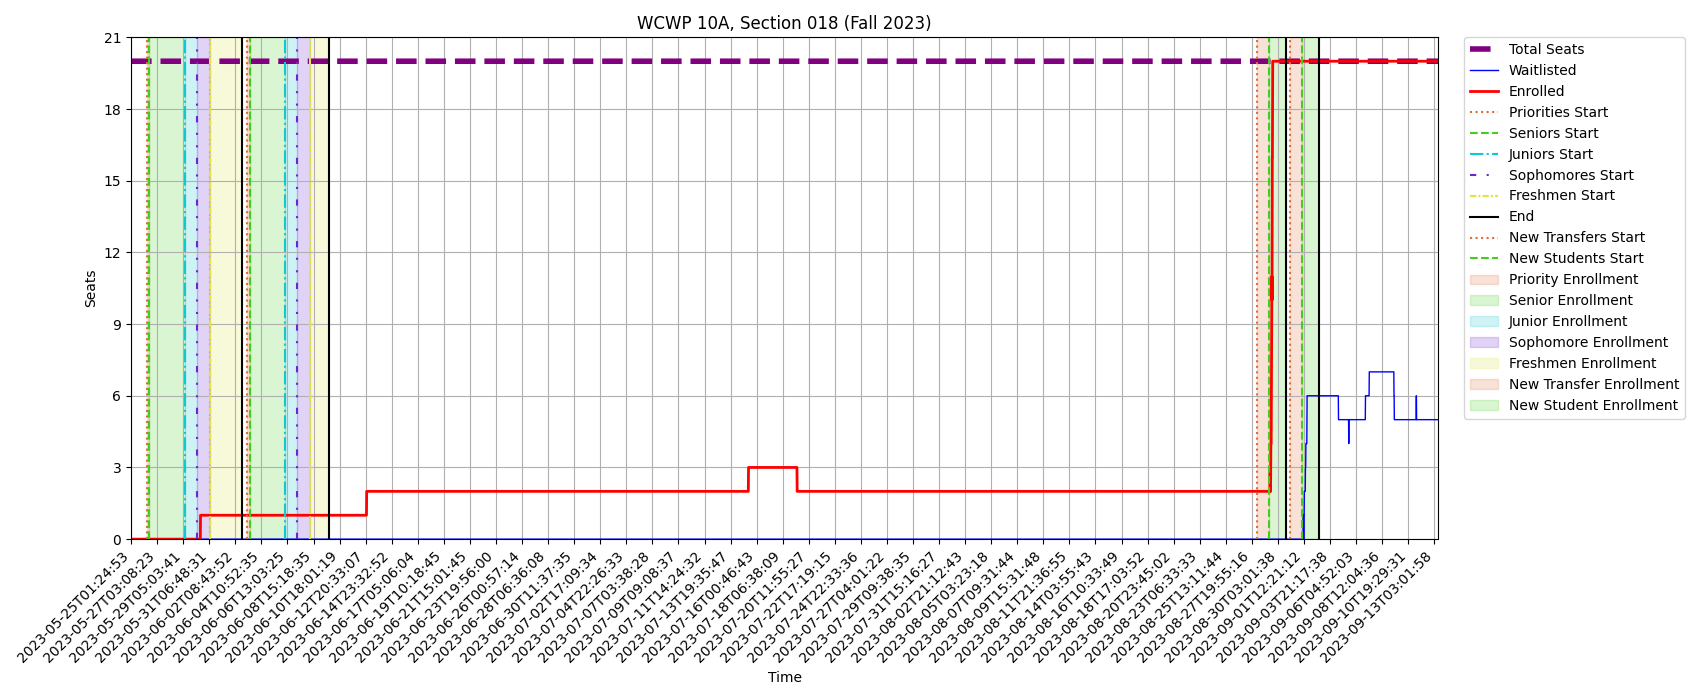 WCWP 10A, Section 018 (Fall 2023)
21
18
15
12
9
6
3
0
Seats
2023-05-25T01:24:53
2023-05-27T03:08:23
2023-05-29T05:03:41
2023-05-31T06:48:31
2023-06-02T08:43:52
2023-06-04T10:52:35
2023-06-06T13:03:25
2023-06-08T15:18:35
2023-06-10T18:01:19
2023-06-12T20:33:07
2023-06-14T23:32:52
2023-06-17T05:06:04
2023-06-19T10:18:45
2023-06-21T15:01:45
2023-06-23T19:56:00
2023-06-26T00:57:14
2023-06-28T06:36:08
2023-06-30T11:37:35
2023-07-02T17:09:34
2023-07-04T22:26:33
2023-07-07T03:38:28
2023-07-09T09:08:37
2023-07-11T14:24:32
2023-07-13T19:35:47
2023-07-16T00:46:43
2023-07-18T06:38:09
2023-07-20T11:55:27
2023-07-22T17:19:15
2023-07-24T22:33:36
2023-07-27T04:01:22
2023-07-29T09:38:35
2023-07-31T15:16:27
2023-08-02T21:12:43
2023-08-05T03:23:18
2023-08-07T09:31:44
2023-08-09T15:31:48
2023-08-11T21:36:55
2023-08-14T03:55:43
2023-08-16T10:33:49
2023-08-18T17:03:52
2023-08-20T23:45:02
2023-08-23T06:33:33
2023-08-25T13:11:44
2023-08-27T19:55:16
2023-08-30T03:01:38
2023-09-01T12:21:12
2023-09-03T21:17:38
2023-09-06T04:52:03
2023-09-08T12:04:36
2023-09-10T19:29:31
2023-09-13T03:01:58
Time
Total Seats
Waitlisted
Enrolled
Priorities Start
Seniors Start
Juniors Start
Sophomores Start
Freshmen Start
End
New Transfers Start
New Students Start
Priority Enrollment
Senior Enrollment
Junior Enrollment
Sophomore Enrollment
Freshmen Enrollment
New Transfer Enrollment
New Student Enrollment